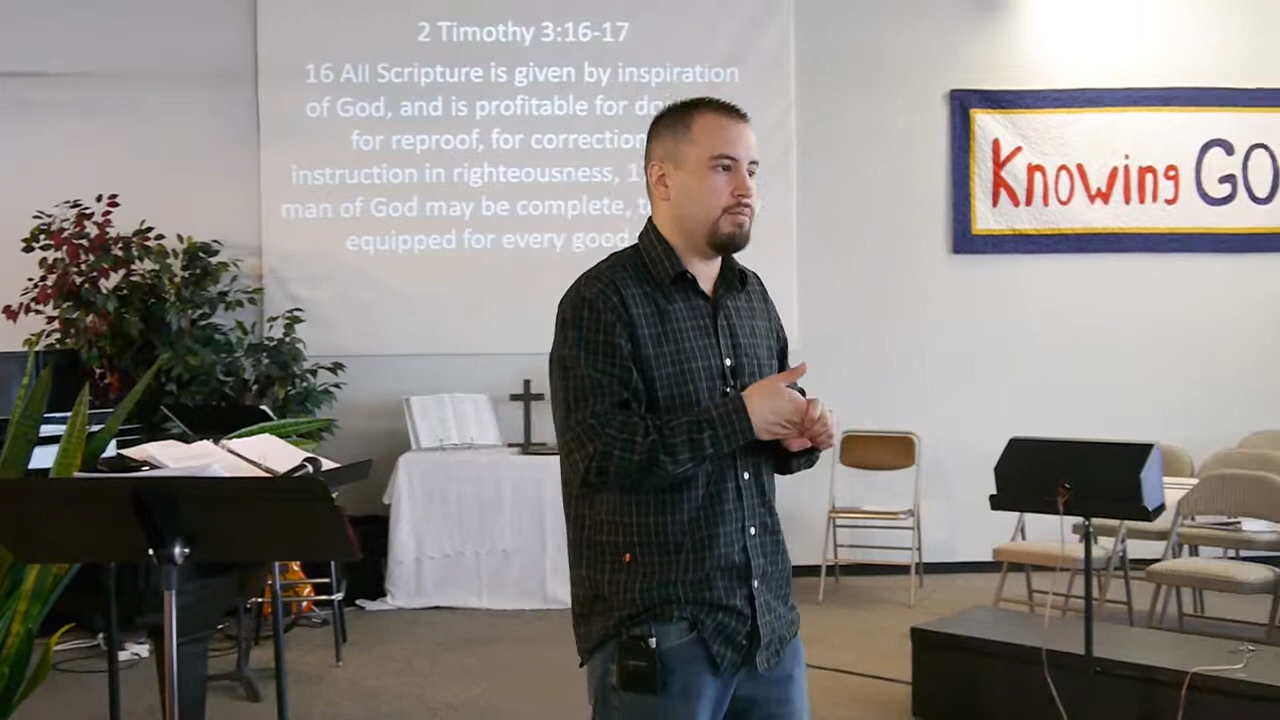 2 Timothy 3:16-17
16 All Scripture is given by inspiration
of God, and is profitable for
for reproof, for correction
instruction in righteousness, 1
man of God may be complete,
equipped for every good
Knowing GO